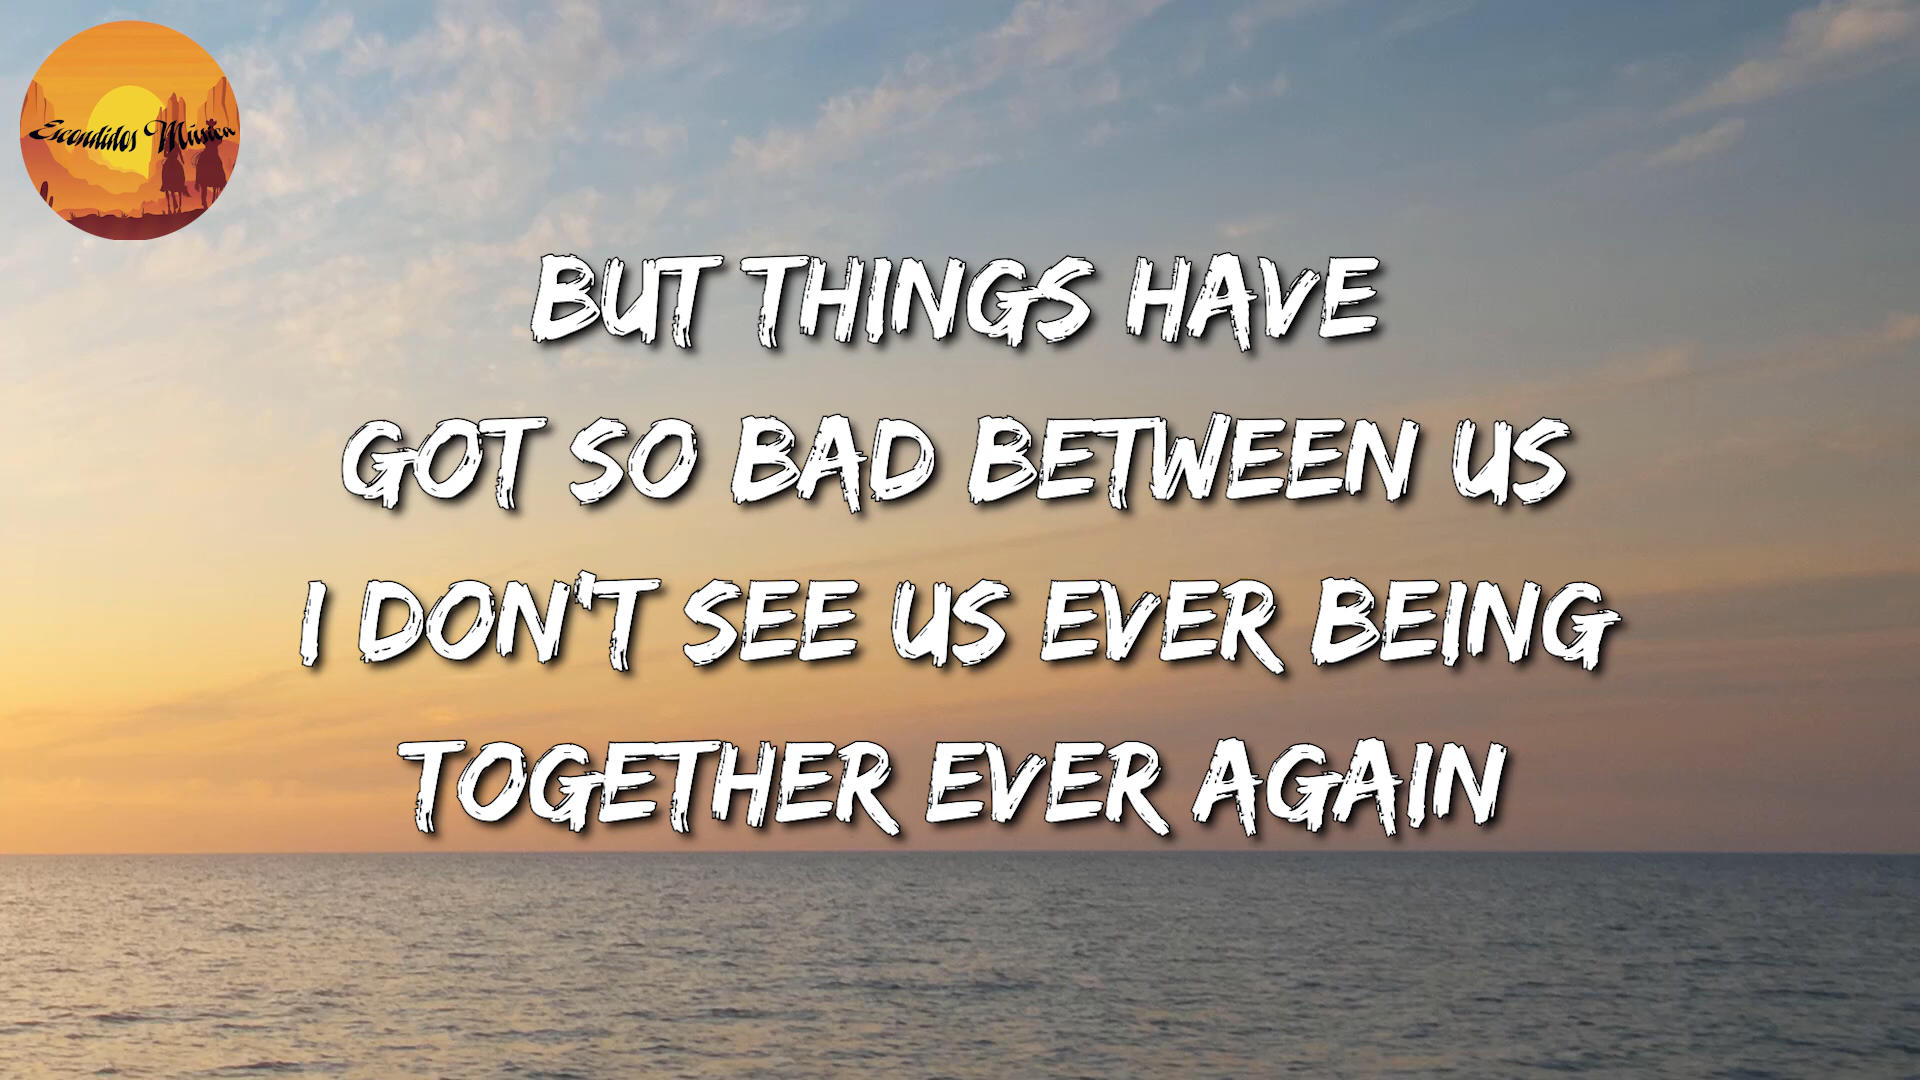 Escondidos Música
BUT THINGS HAVE
GOT SO BAD BETWEEN US
I DON'T SEE US EVER BEING
TOGETHER EVER AGAIN